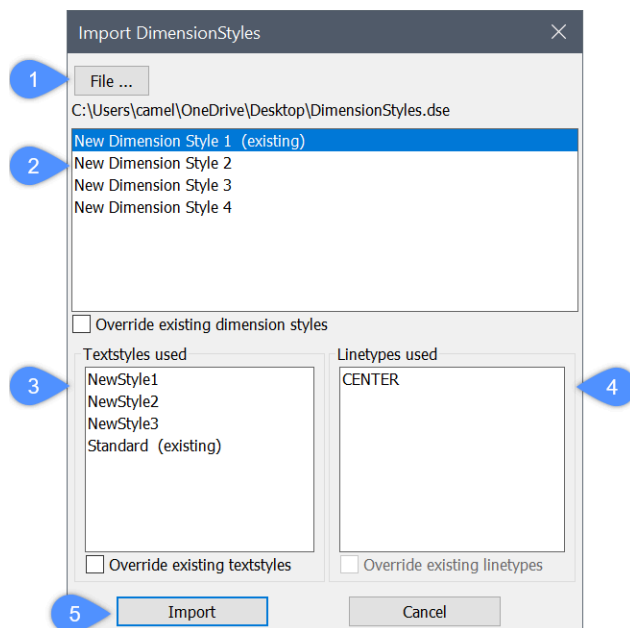 Import DimensionStyles
1
File ...
C:\Users\camel\OneDrive\Desktop\DimensionStyles.dse
New Dimension Style 1 (existing)
2
New Dimension Style 2
New Dimension Style 3
New Dimension Style 4
Override existing dimension styles
Textstyles used
3
NewStyle1
NewStyle2
NewStyle3
Standard (existing)
Override existing textstyles
Linetypes used
CENTER
4
Override existing linetypes
5
Import
Cancel